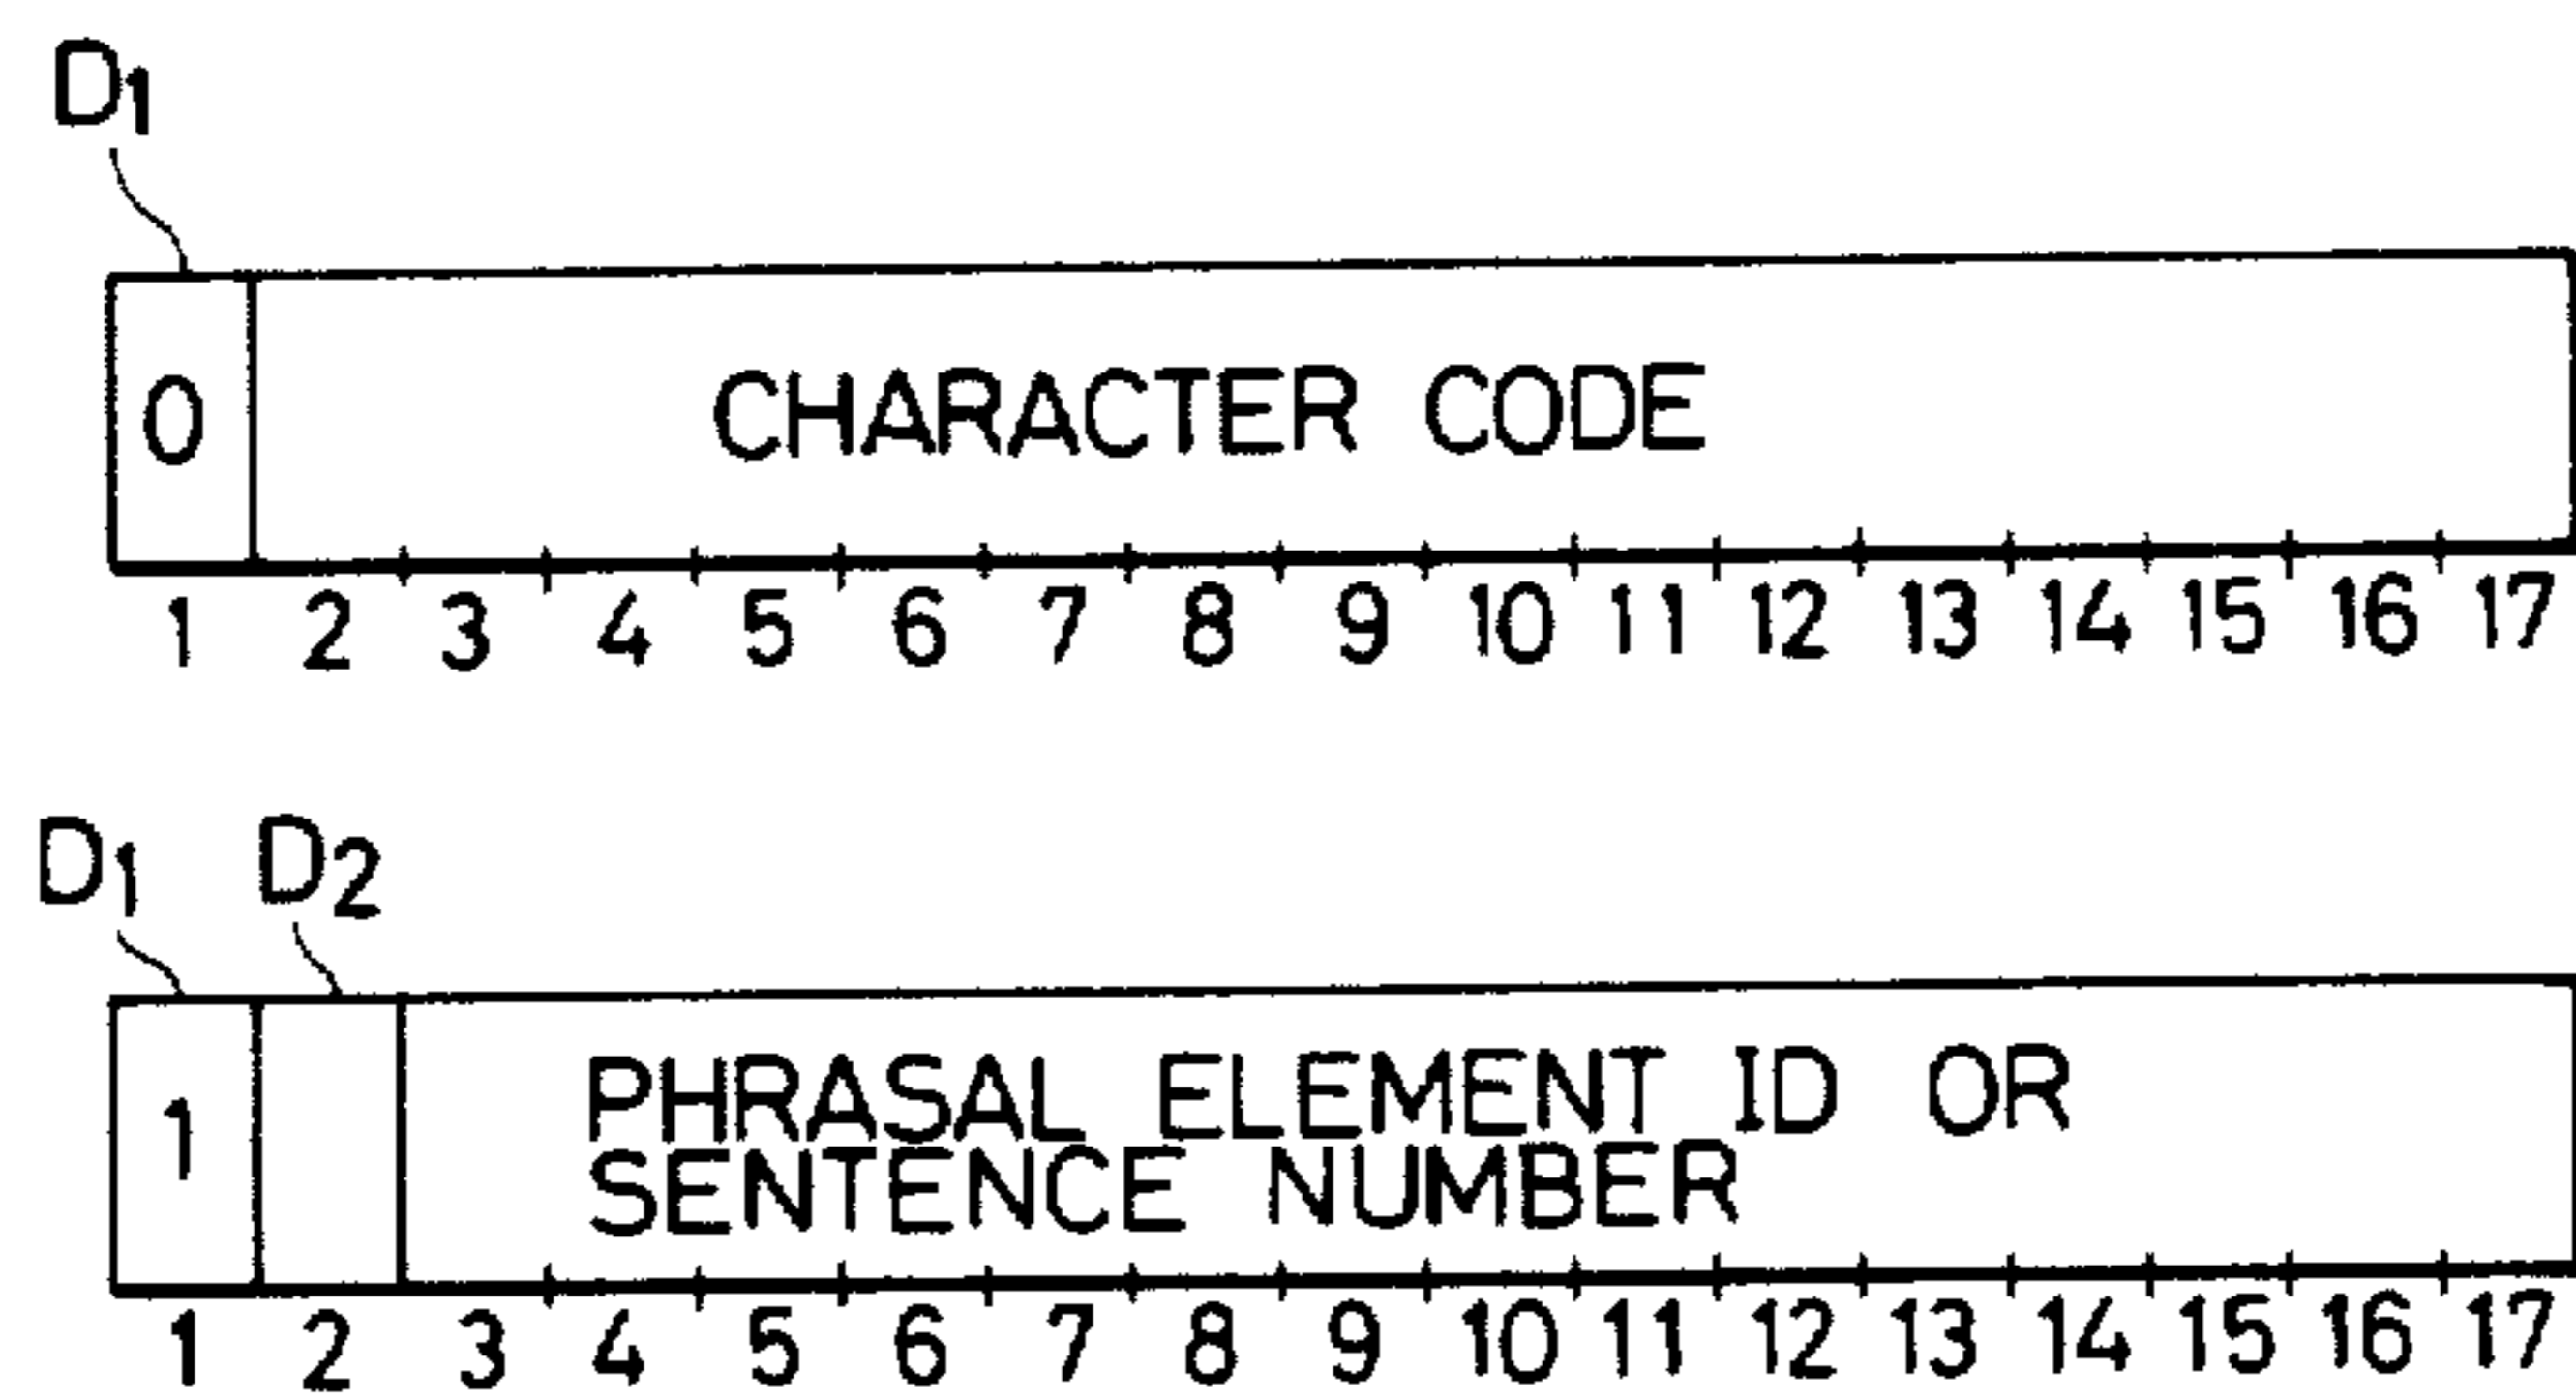 D1
0 CHARACTER CODE
1 2 3 4 5 6 7 8 9 10 11 12 13 14 15 16 17
D1 D2
1 PHRASAL ELEMENT ID OR
SENTENCE NUMBER
1 2 3 4 5 6 7 8 9 10 11 12 13 14 15 16 17